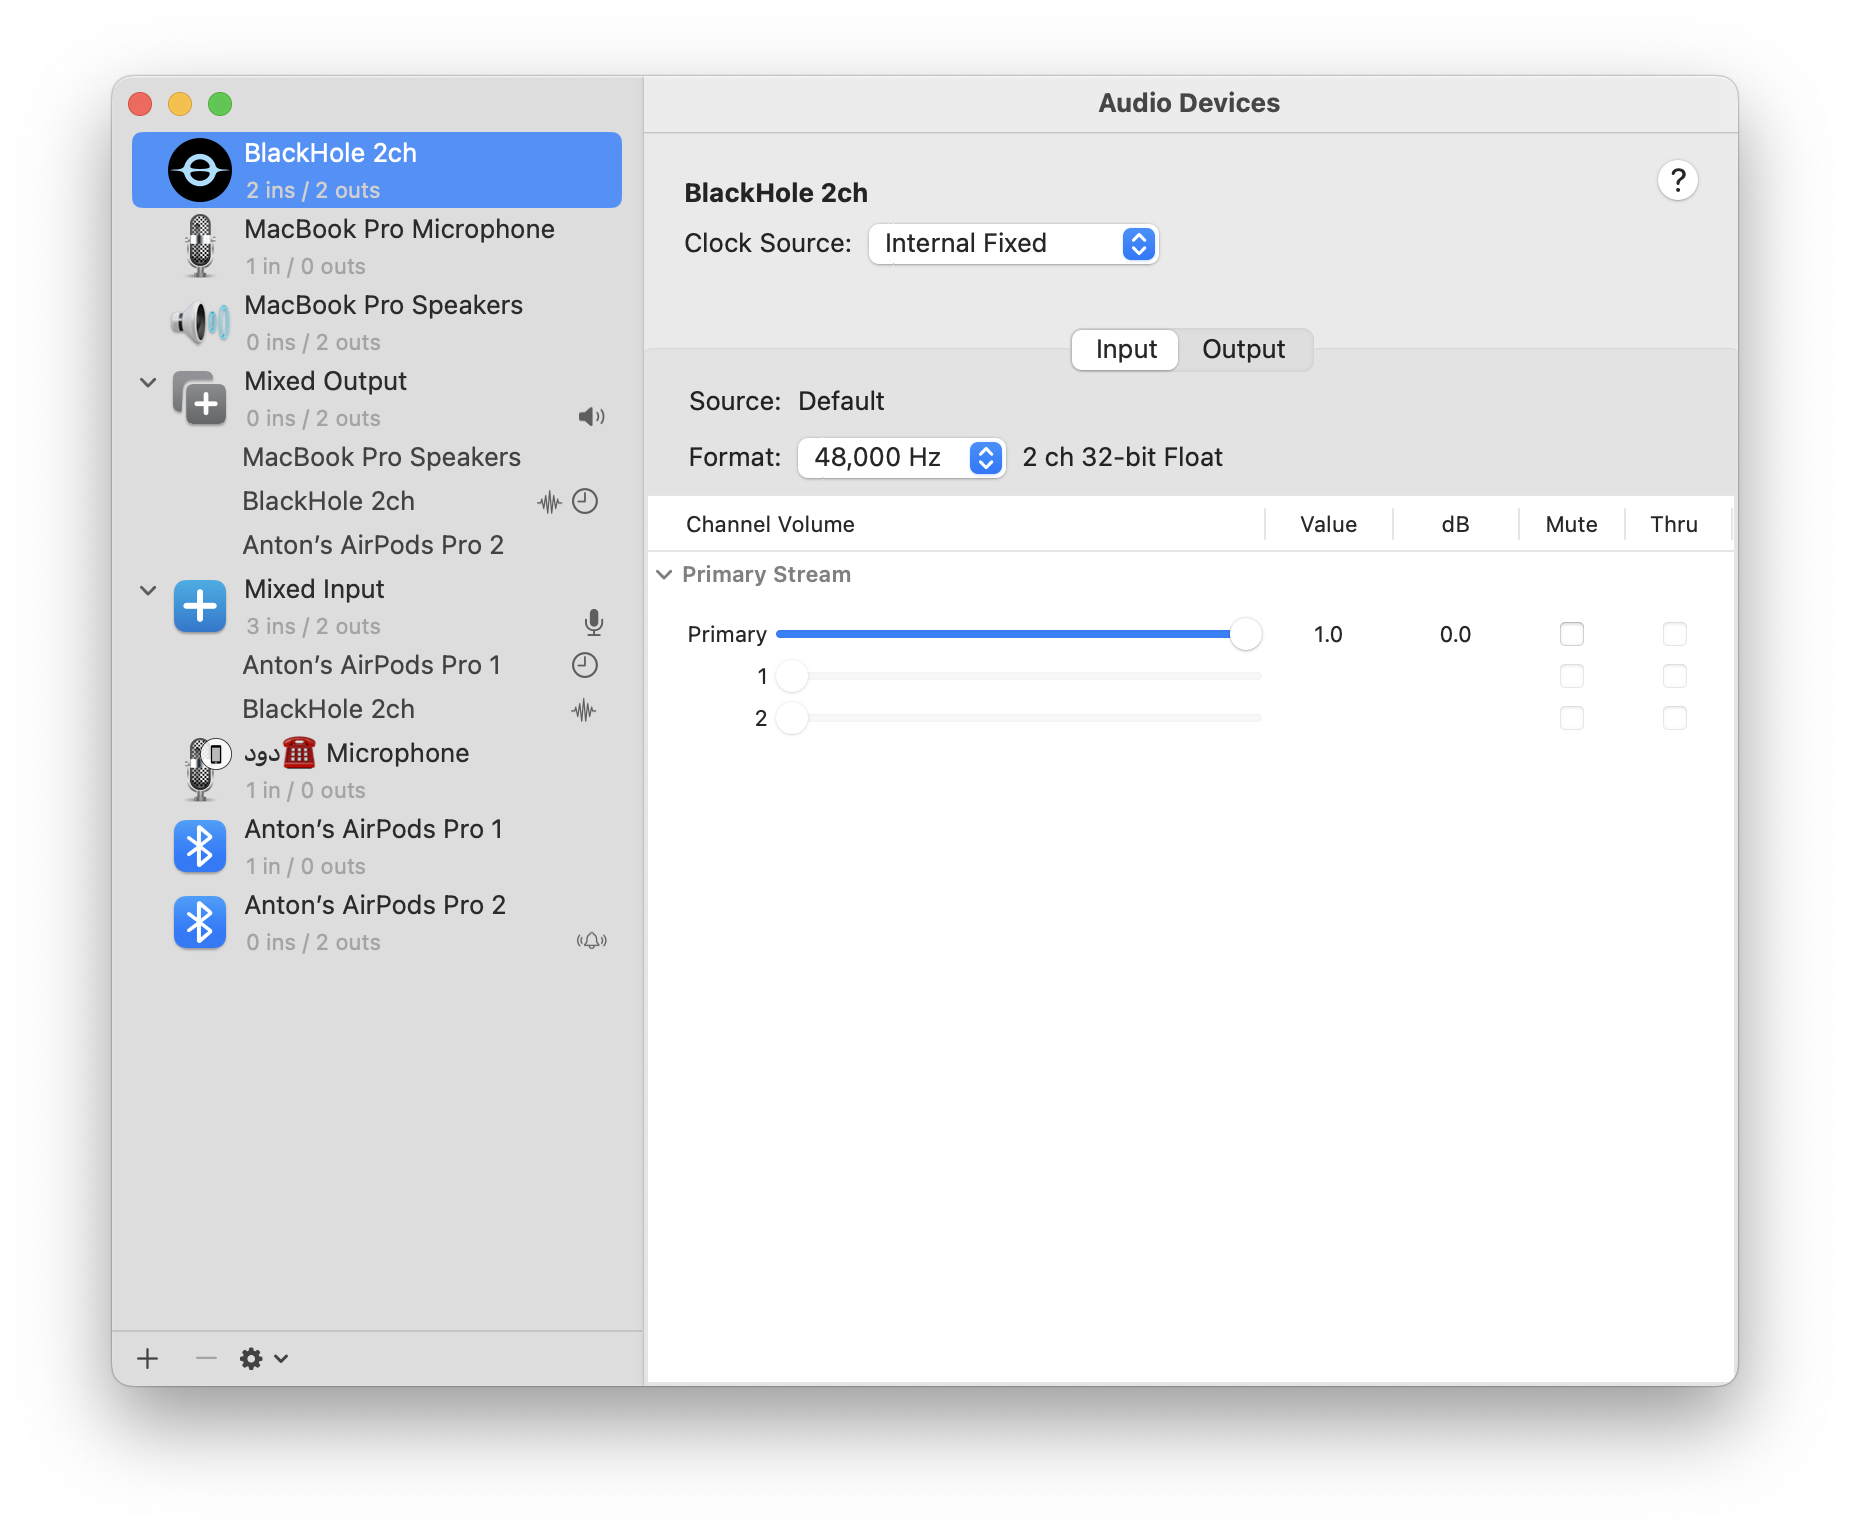 BlackHole 2ch
2 ins / 2 outs
MacBook Pro Microphone
1 in / 0 outs
MacBook Pro Speakers
0 ins / 2 outs
Mixed Output
0 ins / 2 outs
MacBook Pro Speakers
BlackHole 2ch
Anton’s AirPods Pro 2
Mixed Input
3 ins / 2 outs
Anton’s AirPods Pro 1
BlackHole 2ch
دود☎️ Microphone
1 in / 0 outs
Anton’s AirPods Pro 1
1 in / 0 outs
Anton’s AirPods Pro 2
0 ins / 2 outs
Audio Devices
BlackHole 2ch
?
Clock Source: Internal Fixed
Input Output
Source: Default
Format: 48,000 Hz 2 ch 32-bit Float
Channel Volume Value dB Mute Thru
Primary Stream
Primary 1.0 0.0
1
2